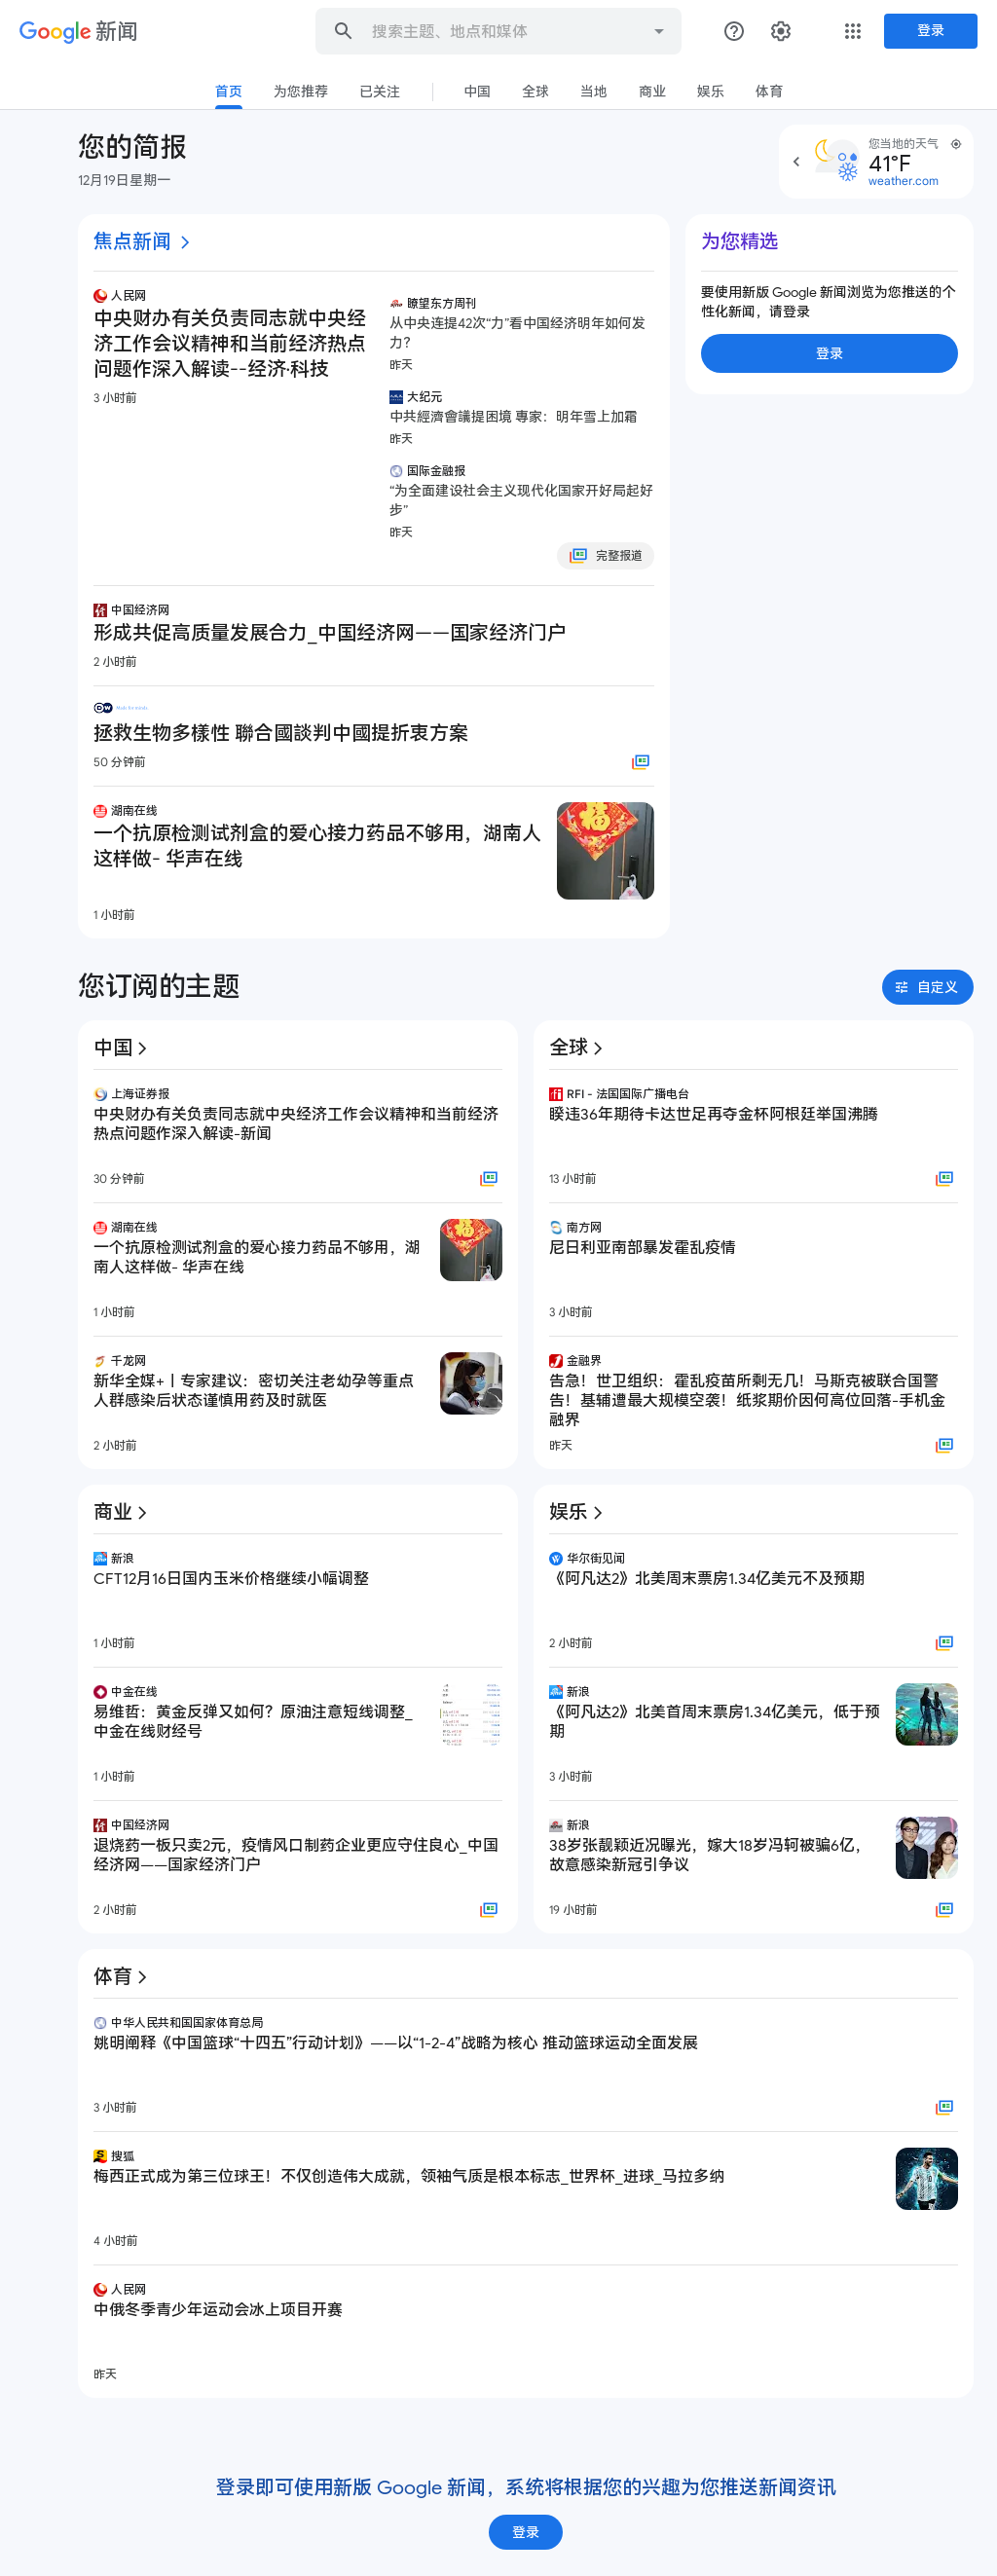 Google 新闻
搜索主题、地点和媒体
登录
首页
为您推荐
已关注
中国
全球
当地
商业
娱乐
体育
您的简报
12月19日星期一
您当地的天气
41°F
weather.com
焦点新闻
人民网
中央财办有关负责同志就中央经
济工作会议精神和当前经济热点
问题作深入解读--经济·科技
3 小时前
瞭望东方周刊
从中央连提42次“力”看中国经济明年如何发
力？
昨天
大纪元
中共經濟會議提困境 專家：明年雪上加霜
昨天
国际金融报
“为全面建设社会主义现代化国家开好局起好
步”
昨天
完整报道
中国经济网
形成共促高质量发展合力_中国经济网——国家经济门户
2 小时前
DW
拯救生物多樣性 聯合國談判中國提折衷方案
50 分钟前
湖南在线
一个抗原检测试剂盒的爱心接力药品不够用，湖南人
这样做- 华声在线
1 小时前
为您精选
要使用新版 Google 新闻浏览为您推送的个
性化新闻，请登录
登录
您订阅的主题
自定义
中国
上海证券报
中央财办有关负责同志就中央经济工作会议精神和当前经济
热点问题作深入解读-新闻
30 分钟前
湖南在线
一个抗原检测试剂盒的爱心接力药品不够用，湖
南人这样做- 华声在线
1 小时前
千龙网
新华全媒+丨专家建议：密切关注老幼孕等重点
人群感染后状态谨慎用药及时就医
2 小时前
全球
RFI - 法国国际广播电台
睽违36年期待卡达世足再夺金杯阿根廷举国沸腾
13 小时前
南方网
尼日利亚南部暴发霍乱疫情
3 小时前
金融界
告急！世卫组织：霍乱疫苗所剩无几！马斯克被联合国警
告！基辅遭最大规模空袭！纸浆期价因何高位回落-手机金
融界
昨天
商业
新浪
CFT12月16日国内玉米价格继续小幅调整
1 小时前
中金在线
易维哲：黄金反弹又如何？原油注意短线调整_
中金在线财经号
1 小时前
中国经济网
退烧药一板只卖2元，疫情风口制药企业更应守住良心_中国
经济网——国家经济门户
2 小时前
娱乐
华尔街见闻
《阿凡达2》北美周末票房1.34亿美元不及预期
2 小时前
新浪
《阿凡达2》北美首周末票房1.34亿美元，低于预
期
3 小时前
新浪
38岁张靓颖近况曝光，嫁大18岁冯轲被骗6亿，
故意感染新冠引争议
19 小时前
体育
中华人民共和国国家体育总局
姚明阐释《中国篮球“十四五”行动计划》——以“1-2-4”战略为核心 推动篮球运动全面发展
3 小时前
搜狐
梅西正式成为第三位球王！不仅创造伟大成就，领袖气质是根本标志_世界杯_进球_马拉多纳
4 小时前
人民网
中俄冬季青少年运动会冰上项目开赛
昨天
登录即可使用新版 Google 新闻，系统将根据您的兴趣为您推送新闻资讯
登录